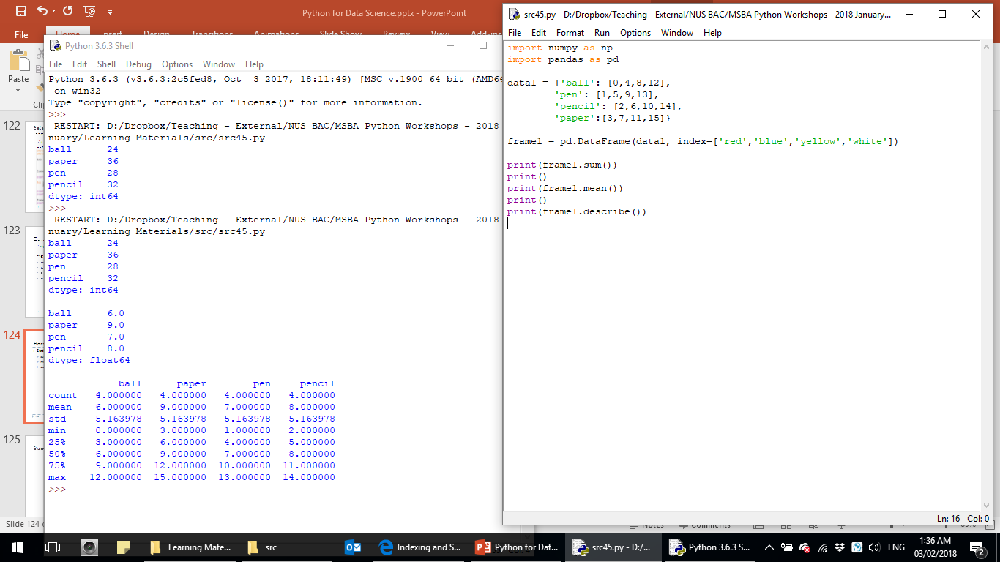 Python for Data Science.pptx - PowerPoint
File Home Insert Design Transitions Animations Slide Show Review View Add-ins
Paste
122
123
124
125
Python 3.6.3 Shell
File Edit Shell Debug Options Window Help
Python 3.6.3 (v3.6.3:2c5fed8, Oct  3 2017, 18:11:49) [MSC v.1900 64 bit (AMD64
 on win32
Type "copyright", "credits" or "license()" for more information.
>>>
 RESTART: D:/Dropbox/Teaching - External/NUS BAC/MSBA Python Workshops - 2018
nuary/Learning Materials/src/src45.py
ball      24
paper     36
pen       28
pencil    32
dtype: int64
>>>
 RESTART: D:/Dropbox/Teaching - External/NUS BAC/MSBA Python Workshops - 2018
nuary/Learning Materials/src/src45.py
ball      24
paper     36
pen       28
pencil    32
dtype: int64
ball      6.0
paper     9.0
pen       7.0
pencil    8.0
dtype: float64
            ball      paper        pen     pencil
count   4.000000   4.000000   4.000000   4.000000
mean    6.000000   9.000000   7.000000   8.000000
std     5.163978   5.163978   5.163978   5.163978
min     0.000000   3.000000   1.000000   2.000000
25%     3.000000   6.000000   4.000000   5.000000
50%     6.000000   9.000000   7.000000   8.000000
75%     9.000000  12.000000  10.000000  11.000000
max    12.000000  15.000000  13.000000  14.000000
>>>
src45.py - D:/Dropbox/Teaching - External/NUS BAC/MSBA Python Workshops - 2018 January...
File Edit Format Run Options Window Help
import numpy as np
import pandas as pd
data1 = {'ball': [0,4,8,12],
        'pen': [1,5,9,13],
        'pencil': [2,6,10,14],
        'paper':[3,7,11,15]}
frame1 = pd.DataFrame(data1, index=['red','blue','yellow','white'])
print(frame1.sum())
print()
print(frame1.mean())
print()
print(frame1.describe())
Ln: 16 Col: 0
Slide 124
Notes Comments
Learning Mate... src Indexing and S... Python for Dat... src45.py - D:/... Python 3.6.3 S... ENG
1:36 AM
03/02/2018
2